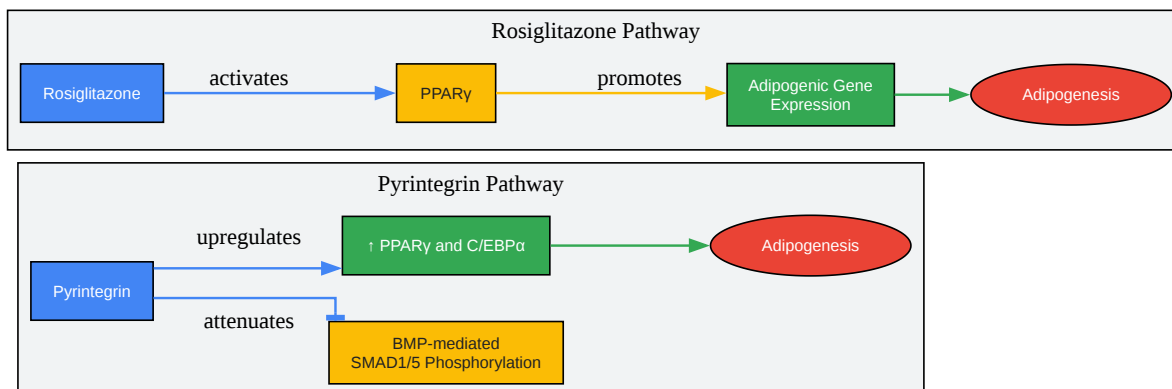 Rosiglitazone Pathway
Rosiglitazone
activates
PPARγ
promotes
Adipogenic Gene
Expression
Adipogenesis
Pyrintegrin Pathway
Pyrintegrin
upregulates
↑ PPARγ and C/EBPα
Adipogenesis
attenuates
BMP-mediated
SMAD1/5 Phosphorylation